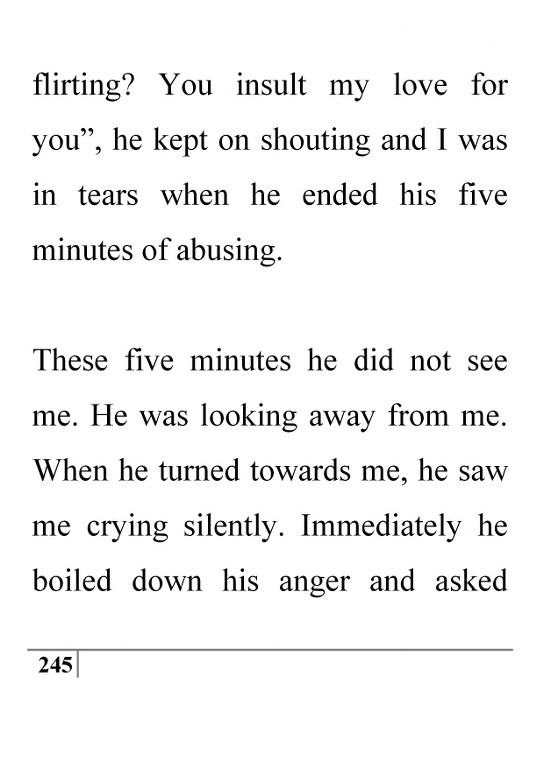 flirting? You insult my love for
you”, he kept on shouting and I was
in tears when he ended his five
minutes of abusing.
These five minutes he did not see
me. He was looking away from me.
When he turned towards me, he saw
me crying silently. Immediately he
boiled down his anger and asked
245